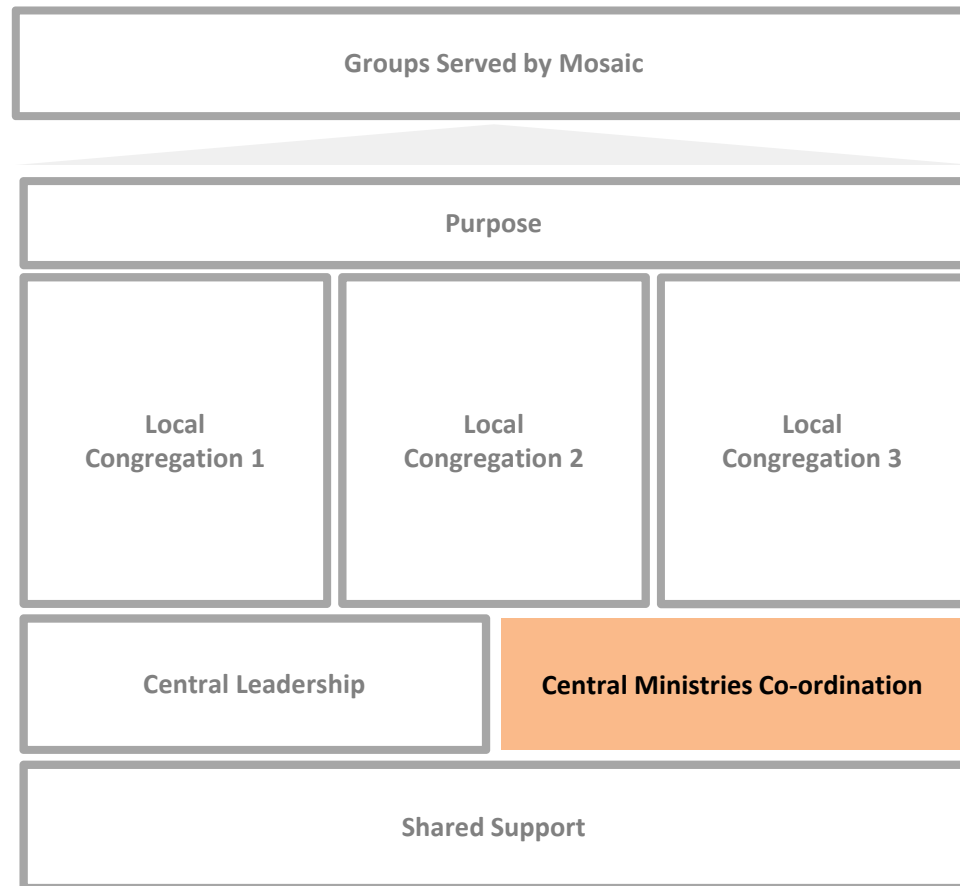 Groups Served by Mosaic
Purpose
Local
Congregation 1
Local
Congregation 2
Local
Congregation 3
Central Leadership
Central Ministries Co-ordination
Shared Support